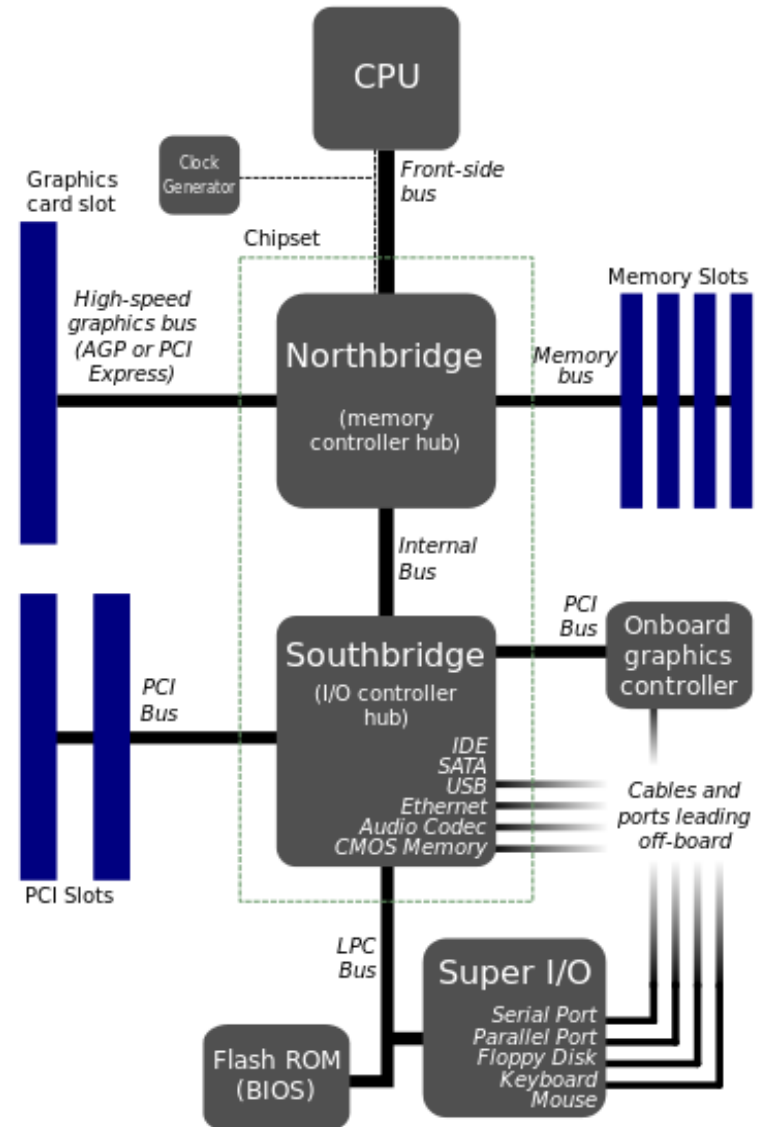 CPU
Clock
Generator
Front-side
bus
Graphics
card slot
Chipset
High-speed
graphics bus
(AGP or PCI
Express)
Northbridge
(memory
controller hub)
Memory Slots
Memory
bus
Internal
Bus
PCI
Bus
Onboard
graphics
controller
Southbridge
(I/O controller
hub)
IDE
SATA
USB
Ethernet
Audio Codec
CMOS Memory
PCI
Bus
PCI Slots
Cables and
ports leading
off-board
LPC
Bus
Super I/O
Serial Port
Parallel Port
Floppy Disk
Keyboard
Mouse
Flash ROM
(BIOS)